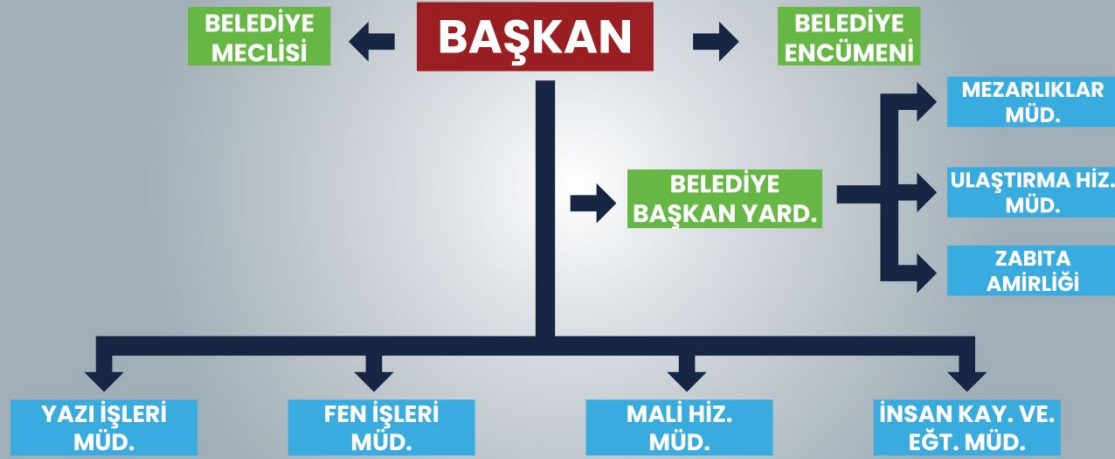 BELEDİYE
MECLİSİ
BAŞKAN
BELEDİYE
ENCÜMENİ
MEZARLIKLAR
MÜD.
BELEDİYE
BAŞKAN YARD.
ULAŞTIRMA HİZ.
MÜD.
ZABITA
AMİRLİĞİ
YAZI İŞLERİ
MÜD.
FEN İŞLERİ
MÜD.
MALİ HİZ.
MÜD.
İNSAN KAY. VE.
EĞT. MÜD.